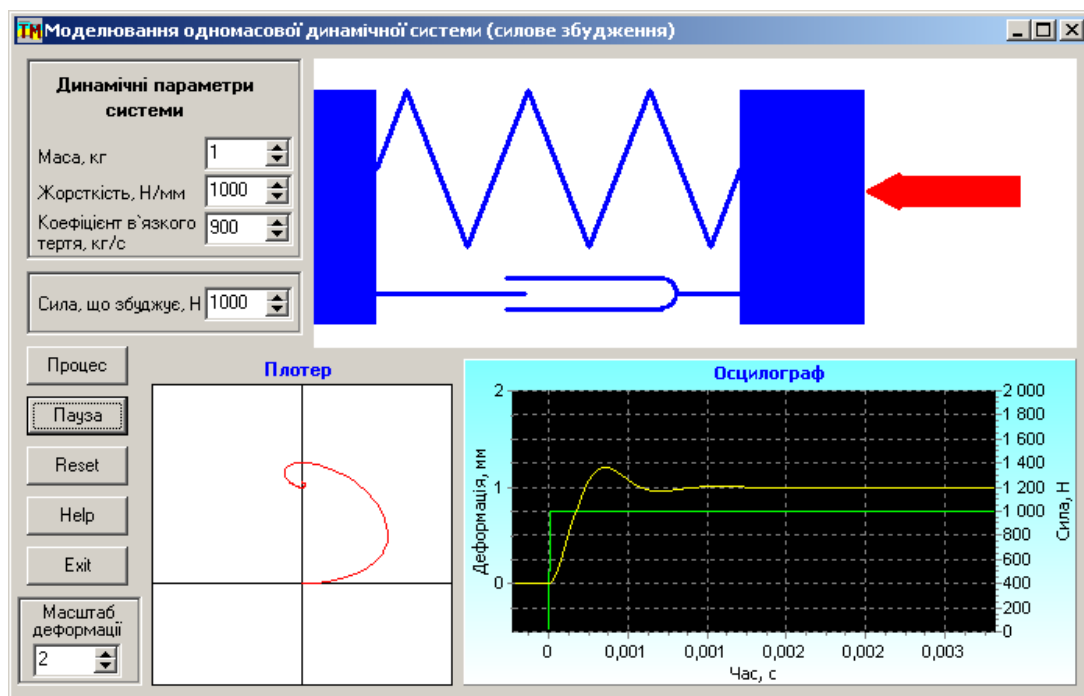 ТМ Моделювання одномасової динамічної системи (силове збудження)
Динамічні параметри
системи
Маса, кг 1
Жорсткість, Н/мм 1000
Коефіцієнт в`язкого
тертя, кг/с 900
Сила, що збуджує, Н 1000
Процес
Пауза
Reset
Help
Exit
Масштаб
деформації
2
Плотер
Осцилограф
Деформація, мм
2
1
0
2 000
1 800
1 600
1 400
1 200
1 000
800
600
400
200
0
Сила, Н
0 0,001 0,001 0,002 0,002 0,003
Час, с